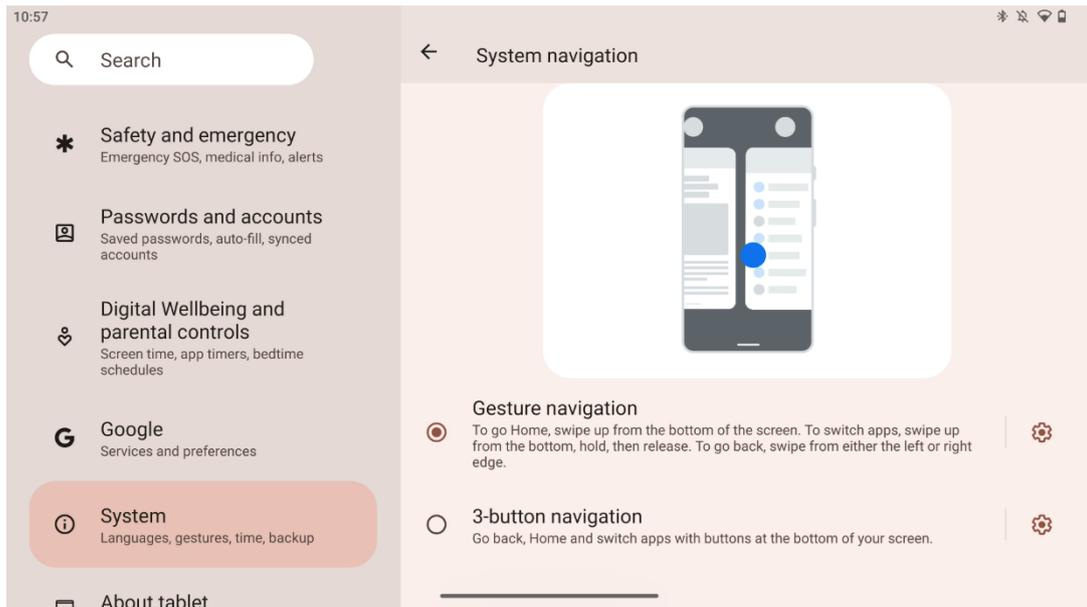 10:57
Search
Safety and emergency
Emergency SOS, medical info, alerts
Passwords and accounts
Saved passwords, auto-fill, synced
accounts
Digital Wellbeing and
parental controls
Screen time, app timers, bedtime
schedules
Google
Services and preferences
System
Languages, gestures, time, backup
About tablet
System navigation
Gesture navigation
To go Home, swipe up from the bottom of the screen. To switch apps, swipe up
from the bottom, hold, then release. To go back, swipe from either the left or right
edge.
3-button navigation
Go back, Home and switch apps with buttons at the bottom of your screen.